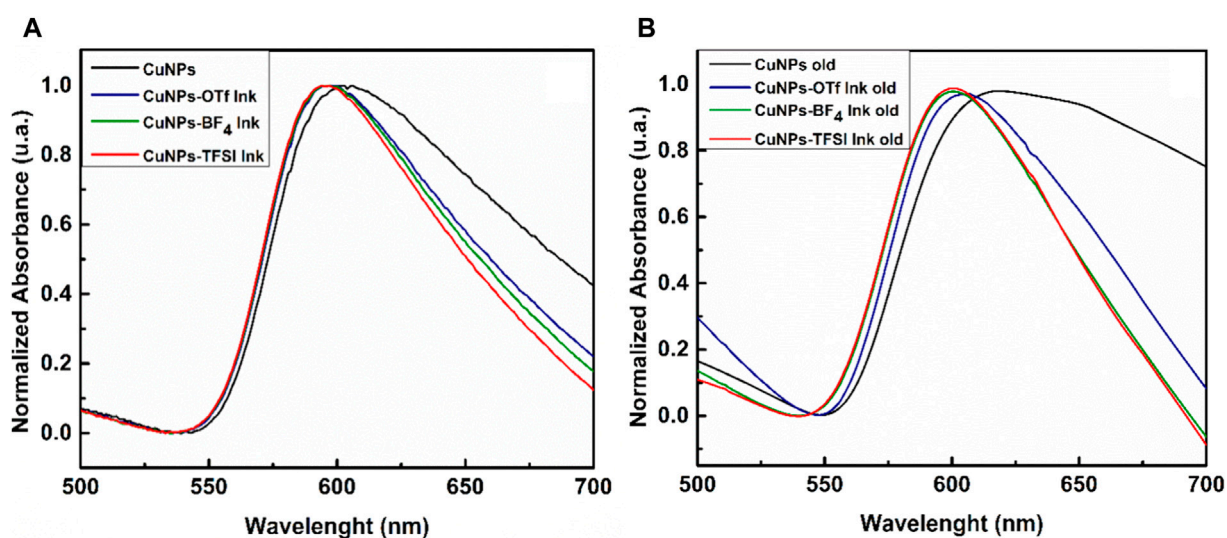 A
CuNPs
CuNPs-OTf Ink
CuNPs-BF4 Ink
CuNPs-TFSI Ink
Normalized Absorbance (u.a.)
1.0
0.8
0.6
0.4
0.2
0.0
500
550
600
650
700
Wavelenght (nm)
B
CuNPs old
CuNPs-OTf Ink old
CuNPs-BF4 Ink old
CuNPs-TFSI Ink old
Normalized Absorbance (u.a.)
1.0
0.8
0.6
0.4
0.2
0.0
500
550
600
650
700
Wavelenght (nm)